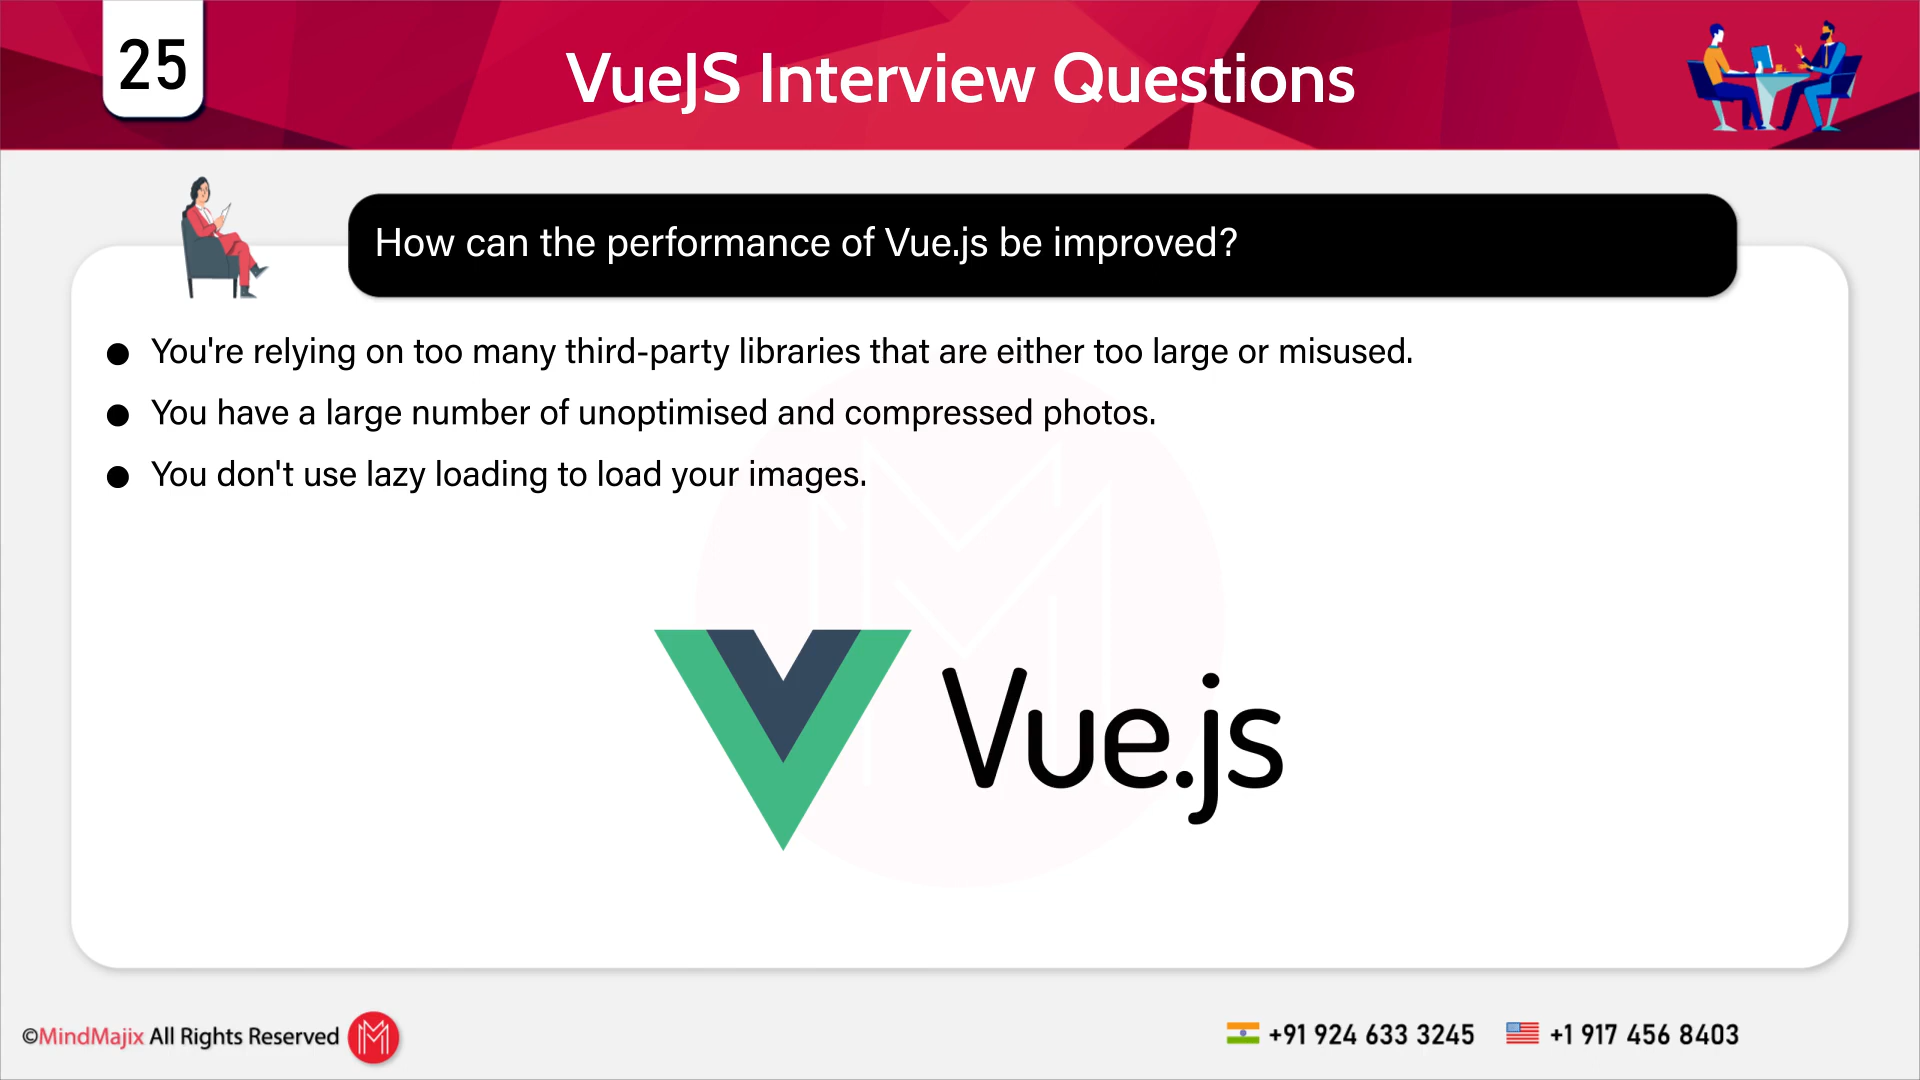 25
VueJS Interview Questions
How can the performance of Vue.js be improved?
● You're relying on too many third-party libraries that are either too large or misused.
● You have a large number of unoptimised and compressed photos.
● You don't use lazy loading to load your images.
Vue.js
©MindMajix All Rights Reserved
+91 924 633 3245
+1 917 456 8403